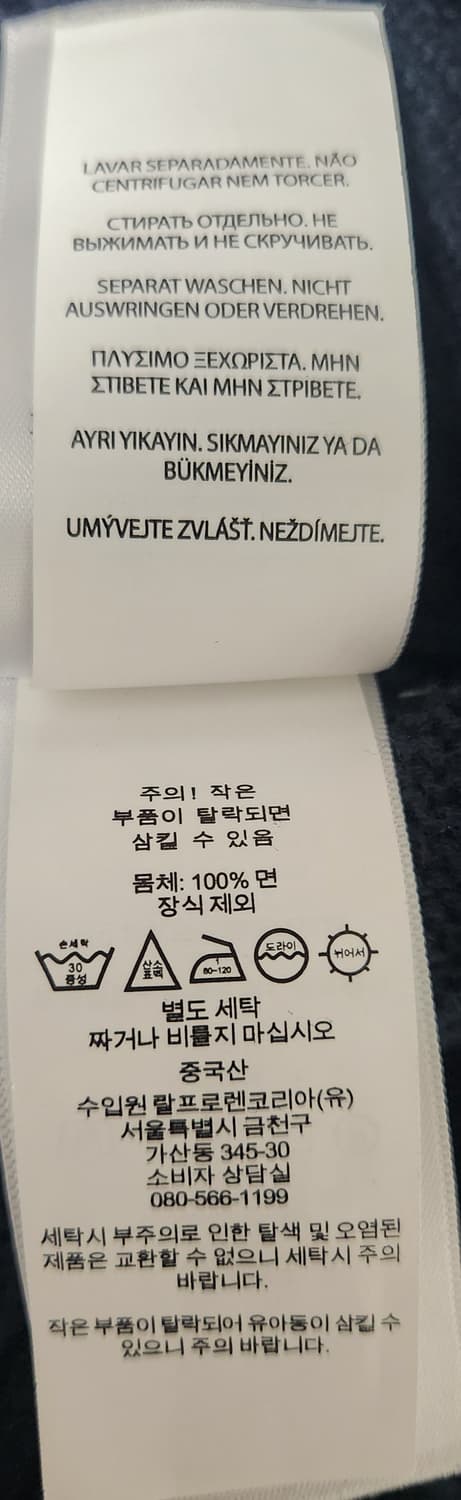 LAVAR SEPARADAMENTE. NÃO
CENTRIFUGAR NEM TORCER.
СТИРАТЬ ОТДЕЛЬНО. НЕ
ВЫЖИМАТЬ И НЕ СКРУЧИВАТЬ.
SEPARAT WASCHEN. NICHT
AUSWRINGEN ODER VERDREHEN.
ΠΛΥΣΙΜΟ ΞΕΧΩΡΙΣΤΑ. ΜΗΝ
ΣΤΙΒΕΤΕ ΚΑΙ ΜΗΝ ΣΤΡΙΒΕΤΕ.
AYRI YIKAYIN. SIKMAYINIZ YA DA
BÜKMEYİNİZ.
UMÝVEJTE ZVLÁŠŤ. NEŽDÍMEJTE.
주의! 작은
부품이 탈락되면
삼킬 수 있음
몸체: 100% 면
장식 제외
손세탁 30 중성 산소 표백 1 80-120 드라이 뉘어서
별도 세탁
짜거나 비틀지 마십시오
중국산
수입원 랄프로렌코리아(유)
서울특별시 금천구
가산동 345-30
소비자 상담실
080-566-1199
세탁시 부주의로 인한 탈색 및 오염된
제품은 교환할 수 없으니 세탁시 주의
바랍니다.
작은 부품이 탈락되어 유아동이 삼킬 수
있으니 주의 바랍니다.